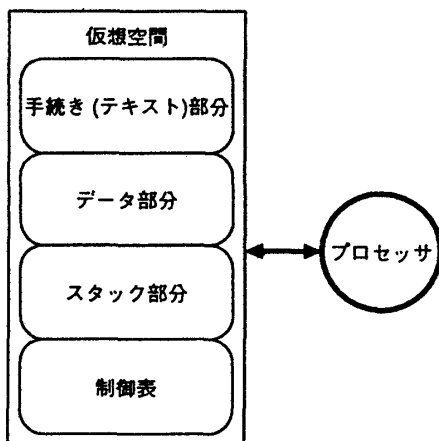 仮想空間
手続き (テキスト)部分
データ部分
スタック部分
制御表
プロセッサ